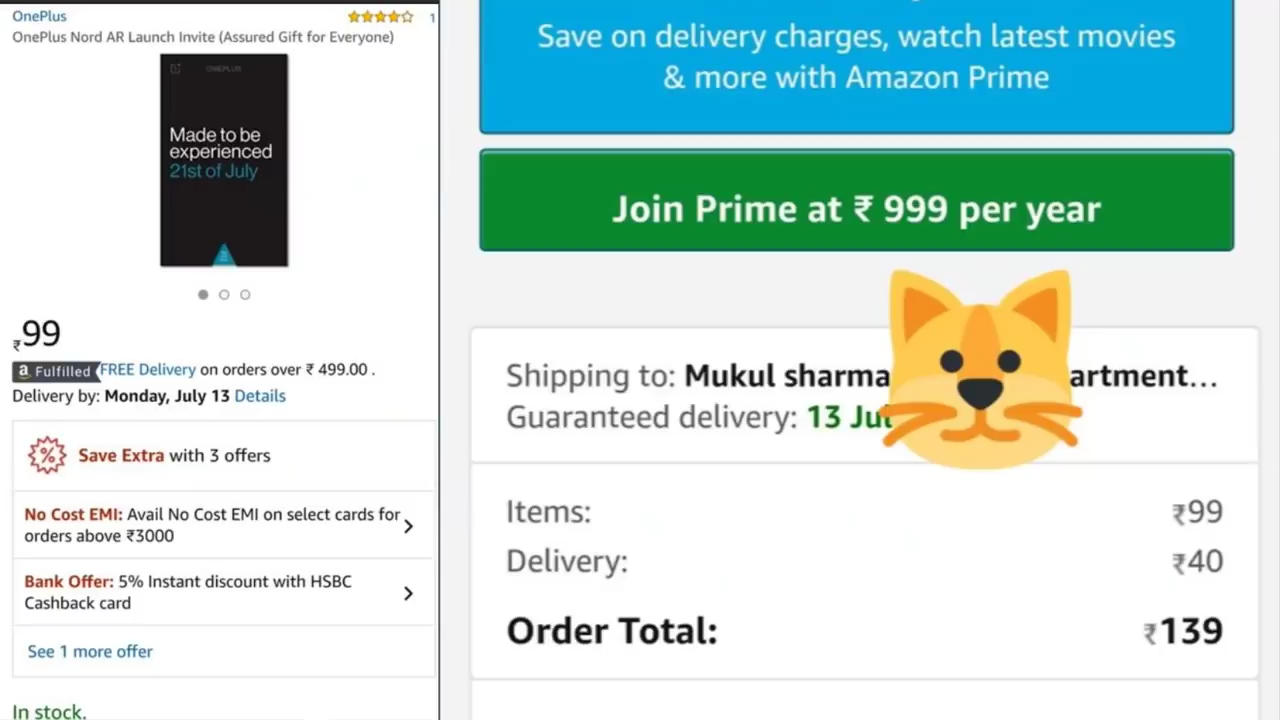 OnePlus
1
OnePlus Nord AR Launch Invite (Assured Gift for Everyone)
ONEPLUS
Made to be
experienced
21st of July
₹99
a Fulfilled FREE Delivery on orders over ₹ 499.00 .
Delivery by: Monday, July 13 Details
Save Extra with 3 offers
No Cost EMI: Avail No Cost EMI on select cards for
orders above ₹3000
Bank Offer: 5% Instant discount with HSBC
Cashback card
See 1 more offer
In stock.
Save on delivery charges, watch latest movies
& more with Amazon Prime
Join Prime at ₹ 999 per year
Shipping to: Mukul sharma artment...
Guaranteed delivery: 13 Jul
Items: ₹99
Delivery: ₹40
Order Total: ₹139